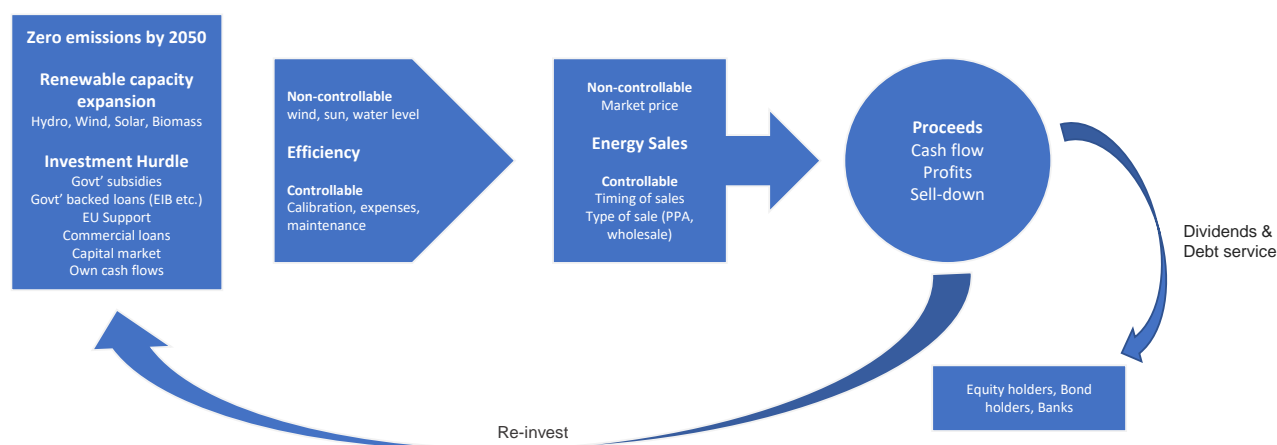 Zero emissions by 2050
Renewable capacity
expansion
Hydro, Wind, Solar, Biomass
Investment Hurdle
Govt’ subsidies
Govt’ backed loans (EIB etc.)
EU Support
Commercial loans
Capital market
Own cash flows
Non-controllable
wind, sun, water level
Efficiency
Controllable
Calibration, expenses,
maintenance
Non-controllable
Market price
Energy Sales
Controllable
Timing of sales
Type of sale (PPA,
wholesale)
Proceeds
Cash flow
Profits
Sell-down
Dividends &
Debt service
Equity holders, Bond
holders, Banks
Re-invest